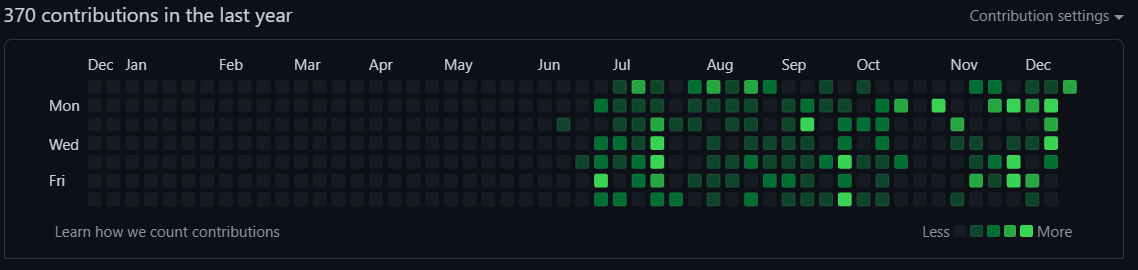 370 contributions in the last year
Contribution settings
Dec Jan Feb Mar Apr May Jun Jul Aug Sep Oct Nov Dec
Mon
Wed
Fri
Learn how we count contributions
Less More